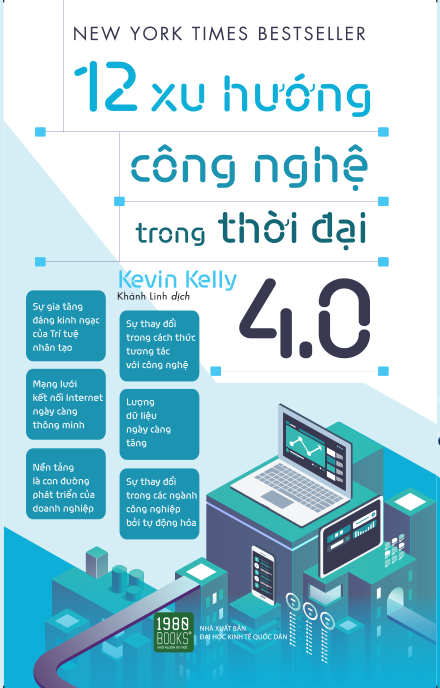 NEW YORK TIMES BESTSELLER
12 xu hướng
công nghệ
trong thời đại
4.0
Kevin Kelly
Khánh Linh dịch
Sự gia tăng
đáng kinh ngạc
của Trí tuệ
nhân tạo
Mạng lưới
kết nối Internet
ngày càng
thông minh
Nền tảng
là con đường
phát triển của
doanh nghiệp
Sự thay đổi
trong cách thức
tương tác
với công nghệ
Lượng
dữ liệu
ngày càng
tăng
Sự thay đổi
trong các ngành
công nghiệp
bởi tự động hóa
1980
BOOKS
KHƠI NGUỒN TRI THỨC
NHÀ XUẤT BẢN
ĐẠI HỌC KINH TẾ QUỐC DÂN